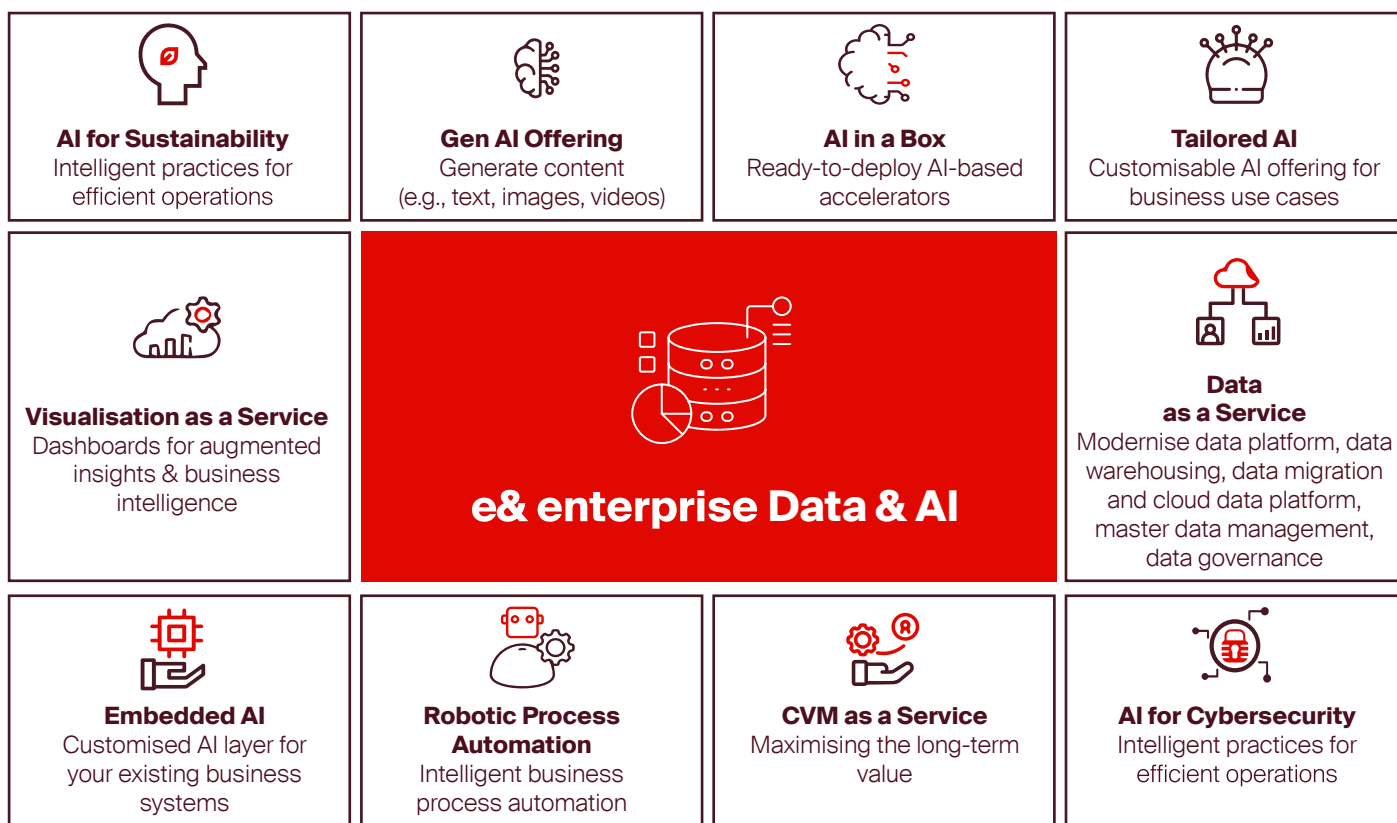 AI for Sustainability
Intelligent practices for
efficient operations
Gen AI Offering
Generate content
(e.g., text, images, videos)
AI in a Box
Ready-to-deploy AI-based
accelerators
Tailored AI
Customisable AI offering for
business use cases
Visualisation as a Service
Dashboards for augmented
insights & business
intelligence
e& enterprise Data & AI
Data
as a Service
Modernise data platform, data
warehousing, data migration
and cloud data platform,
master data management,
data governance
Embedded AI
Customised AI layer for
your existing business
systems
Robotic Process
Automation
Intelligent business
process automation
CVM as a Service
Maximising the long-term
value
AI for Cybersecurity
Intelligent practices for
efficient operations